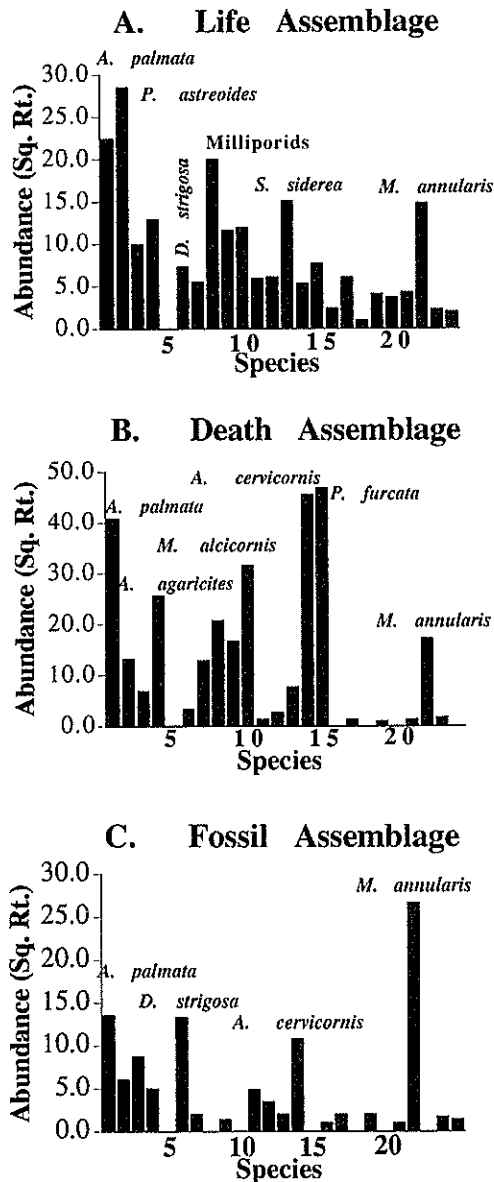 A. Life Assemblage
A. palmata
P. astreoides
Milliporids
D. strigosa
S. siderea
M. annularis
Abundance (Sq. Rt.)
30.0
25.0
20.0
15.0
10.0
5.0
0.0
5 10 15 20
Species
B. Death Assemblage
A. cervicornis
P. furcata
A. palmata
M. alcicornis
A. agaricites
M. annularis
Abundance (Sq. Rt.)
50.0
40.0
30.0
20.0
10.0
0.0
5 10 15 20
Species
C. Fossil Assemblage
M. annularis
A. palmata
D. strigosa
A. cervicornis
Abundance (Sq. Rt.)
30.0
25.0
20.0
15.0
10.0
5.0
0.0
5 10 15 20
Species